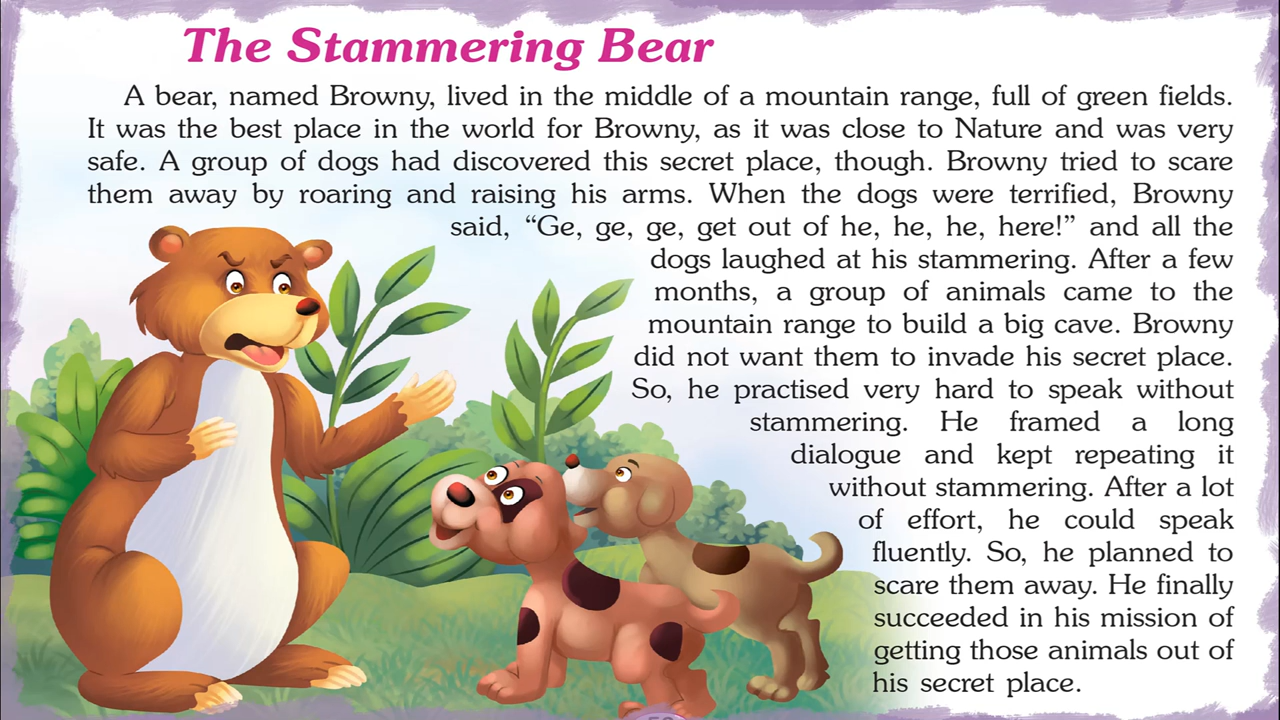 The Stammering Bear
A bear, named Browny, lived in the middle of a mountain range, full of green fields.
It was the best place in the world for Browny, as it was close to Nature and was very
safe. A group of dogs had discovered this secret place, though. Browny tried to scare
them away by roaring and raising his arms. When the dogs were terrified, Browny
said, “Ge, ge, ge, get out of he, he, he, here!” and all the
dogs laughed at his stammering. After a few
months, a group of animals came to the
mountain range to build a big cave. Browny
did not want them to invade his secret place.
So, he practised very hard to speak without
stammering. He framed a long
dialogue and kept repeating it
without stammering. After a lot
of effort, he could speak
fluently. So, he planned to
scare them away. He finally
succeeded in his mission of
getting those animals out of
his secret place.